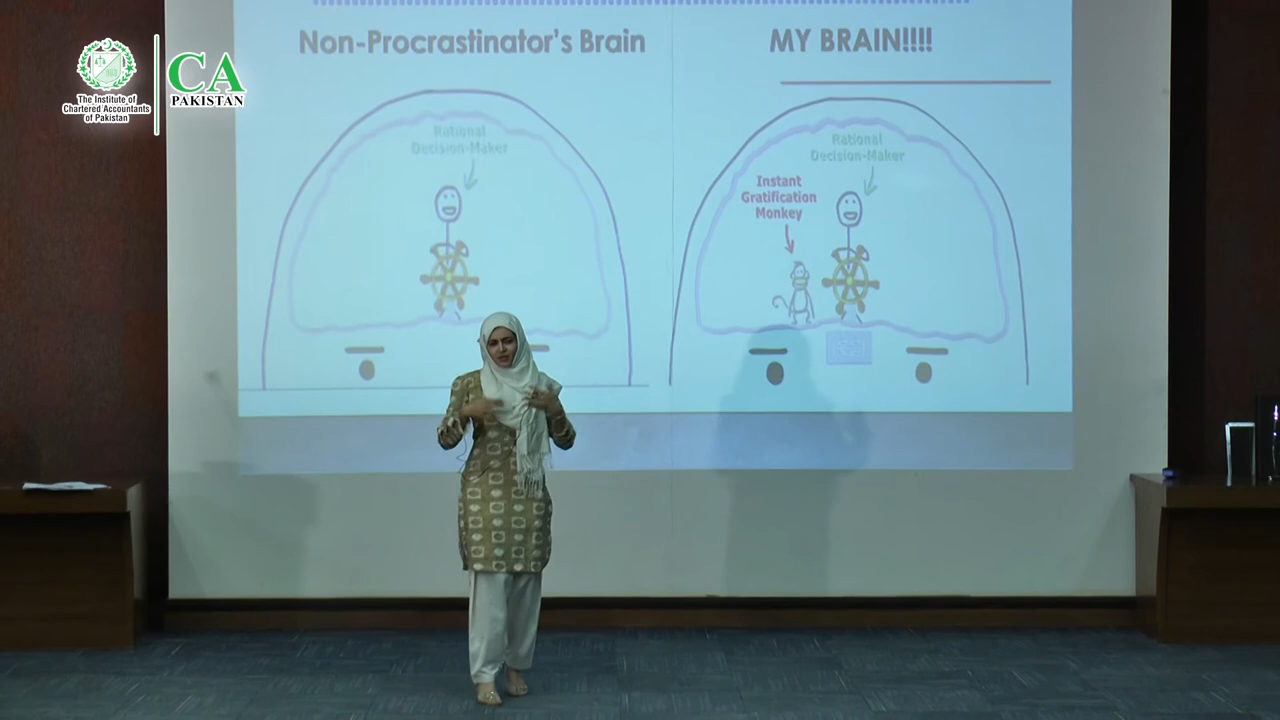 The Institute of
Chartered Accountants
of Pakistan
CA
PAKISTAN
Non-Procrastinator's Brain
MY BRAIN!!!!
Rational
Decision-Maker
Rational
Decision-Maker
Instant
Gratification
Monkey